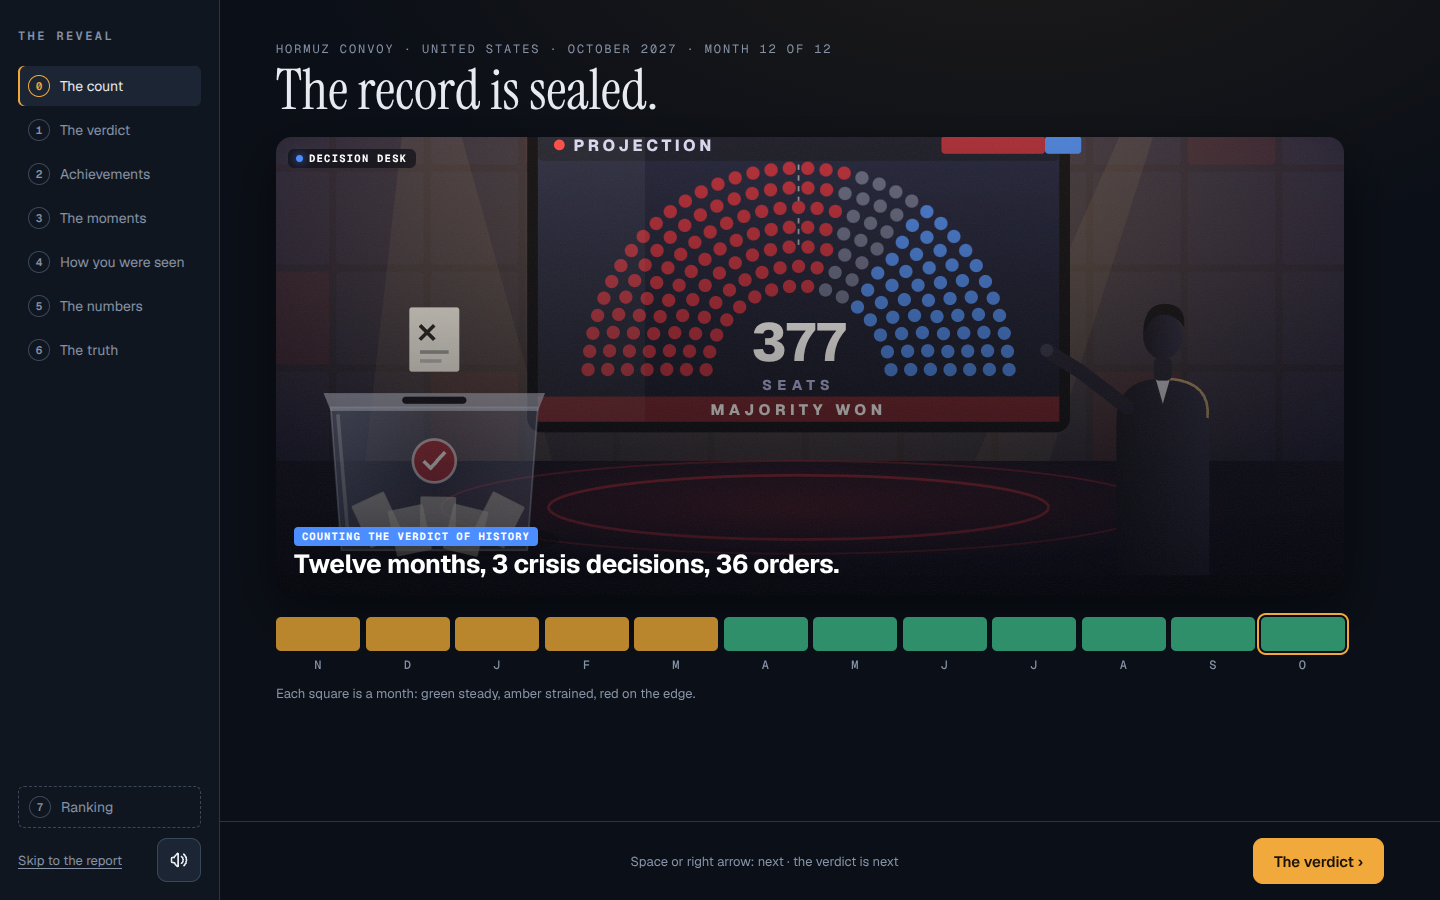 THE REVEAL
0 The count
1 The verdict
2 Achievements
3 The moments
4 How you were seen
5 The numbers
6 The truth
7 Ranking
Skip to the report
HORMUZ CONVOY · UNITED STATES · OCTOBER 2027 · MONTH 12 OF 12
The record is sealed.
DECISION DESK
PROJECTION
377
SEATS
MAJORITY WON
COUNTING THE VERDICT OF HISTORY
Twelve months, 3 crisis decisions, 36 orders.
N D J F M A M J J A S O
Each square is a month: green steady, amber strained, red on the edge.
Space or right arrow: next · the verdict is next
The verdict ›